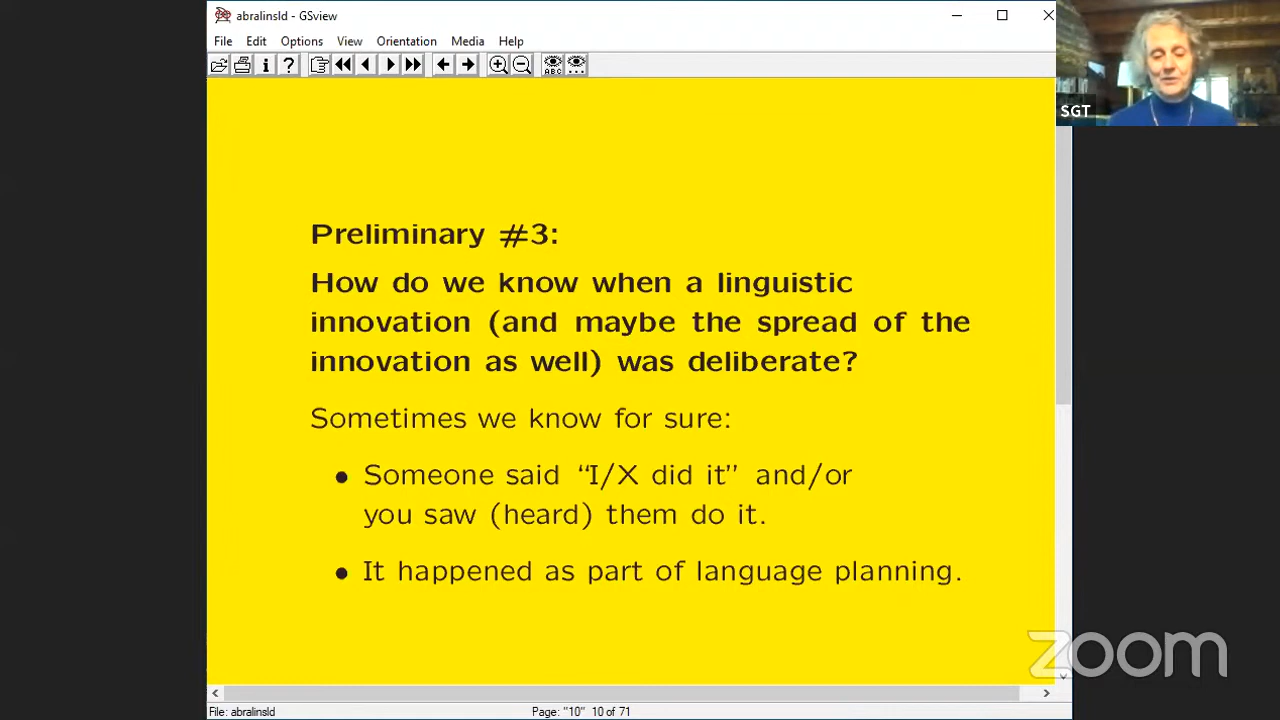 abralinsld - GSview
File Edit Options View Orientation Media Help
SGT
Preliminary #3:
How do we know when a linguistic
innovation (and maybe the spread of the
innovation as well) was deliberate?
Sometimes we know for sure:
• Someone said “I/X did it” and/or
you saw (heard) them do it.
• It happened as part of language planning.
zoom
File: abralinsld Page: "10" 10 of 71